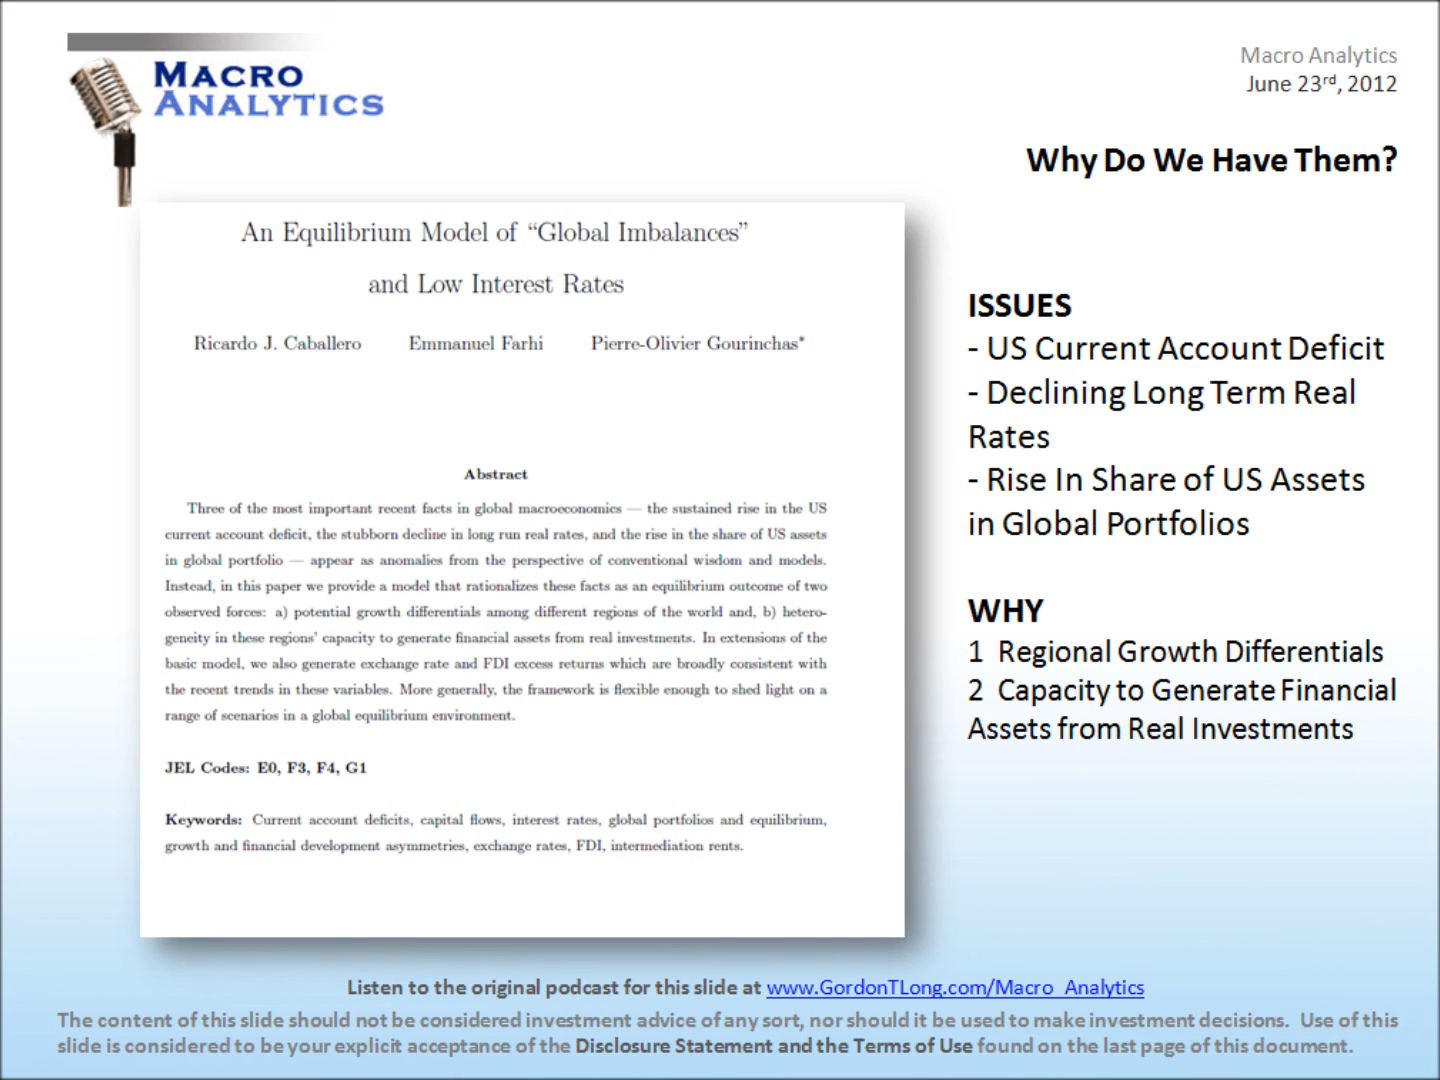 MACRO
ANALYTICS
Macro Analytics
June 23rd, 2012
Why Do We Have Them?
An Equilibrium Model of “Global Imbalances”
and Low Interest Rates
Ricardo J. Caballero Emmanuel Farhi Pierre-Olivier Gourinchas*
Abstract
Three of the most important recent facts in global macroeconomics — the sustained rise in the US
current account deficit, the stubborn decline in long run real rates, and the rise in the share of US assets
in global portfolio — appear as anomalies from the perspective of conventional wisdom and models.
Instead, in this paper we provide a model that rationalizes these facts as an equilibrium outcome of two
observed forces: a) potential growth differentials among different regions of the world and, b) hetero-
geneity in these regions’ capacity to generate financial assets from real investments. In extensions of the
basic model, we also generate exchange rate and FDI excess returns which are broadly consistent with
the recent trends in these variables. More generally, the framework is flexible enough to shed light on a
range of scenarios in a global equilibrium environment.
JEL Codes: E0, F3, F4, G1
Keywords: Current account deficits, capital flows, interest rates, global portfolios and equilibrium,
growth and financial development asymmetries, exchange rates, FDI, intermediation rents.
ISSUES
- US Current Account Deficit
- Declining Long Term Real
Rates
- Rise In Share of US Assets
in Global Portfolios
WHY
1 Regional Growth Differentials
2 Capacity to Generate Financial
Assets from Real Investments
Listen to the original podcast for this slide at www.GordonTLong.com/Macro_Analytics
The content of this slide should not be considered investment advice of any sort, nor should it be used to make investment decisions. Use of this
slide is considered to be your explicit acceptance of the Disclosure Statement and the Terms of Use found on the last page of this document.